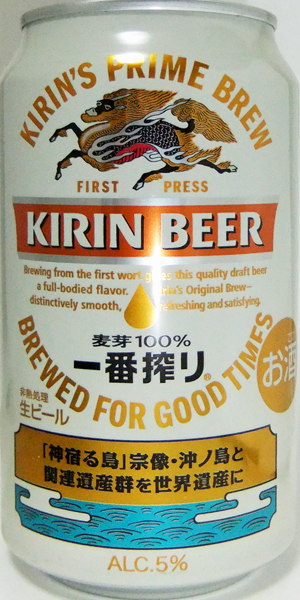 KIRIN'S PRIME BREW
FIRST PRESS
KIRIN BEER
Brewing from the first wort gives this quality draft beer
a full-bodied flavor. Japan's Original Brew–
distinctively smooth, refreshing and satisfying.
麦芽100%
一番搾り®
BREWED FOR GOOD TIMES
非熱処理
生ビール
お酒
「神宿る島」宗像・沖ノ島と
関連遺産群を世界遺産に
ALC.5%